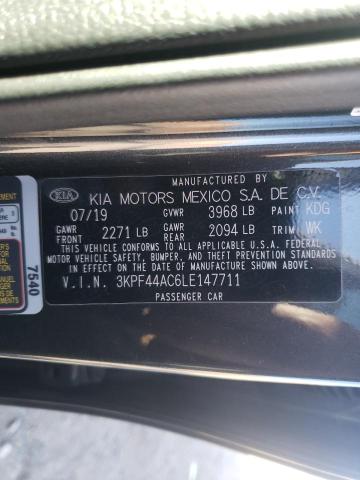 MANUFACTURED BY
KIA KIA MOTORS MEXICO S.A. DE C.V.
07/19 GVWR 3968 LB PAINT KDG
GAWR FRONT 2271 LB GAWR REAR 2094 LB TRIM WK
THIS VEHICLE CONFORMS TO ALL APPLICABLE U.S. FEDERAL
MOTOR VEHICLE SAFETY, BUMPER, AND THEFT PREVENTION STANDARDS
IN EFFECT ON THE DATE OF MANUFACTURE SHOWN ABOVE.
V.I.N. 3KPF44AC6LE147711
PASSENGER CAR
7540